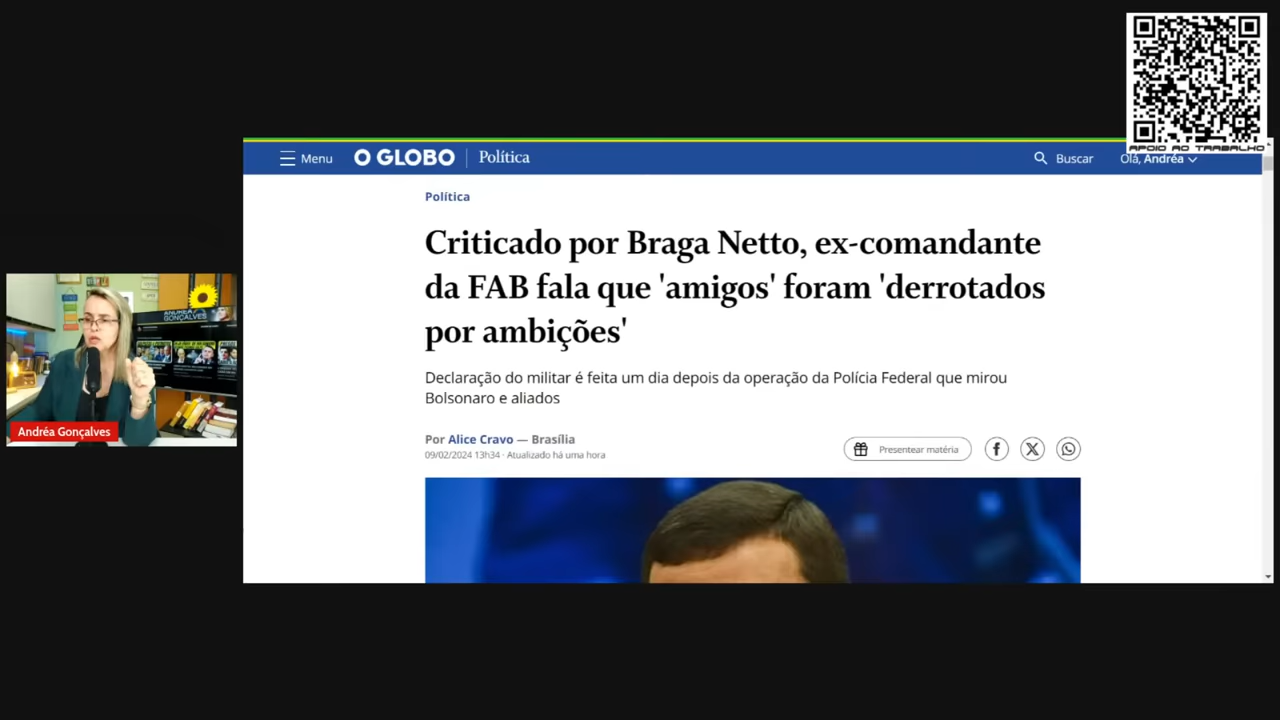 APOIO AO TRABALHO
Menu
O GLOBO
Política
Buscar
Olá, Andréa
Política
Criticado por Braga Netto, ex-comandante
da FAB fala que 'amigos' foram 'derrotados
por ambições'
Declaração do militar é feita um dia depois da operação da Polícia Federal que mirou
Bolsonaro e aliados
Por Alice Cravo — Brasília
09/02/2024 13h34 · Atualizado há uma hora
Presentear matéria
ANDRÉA
GONÇALVES
Andréa Gonçalves